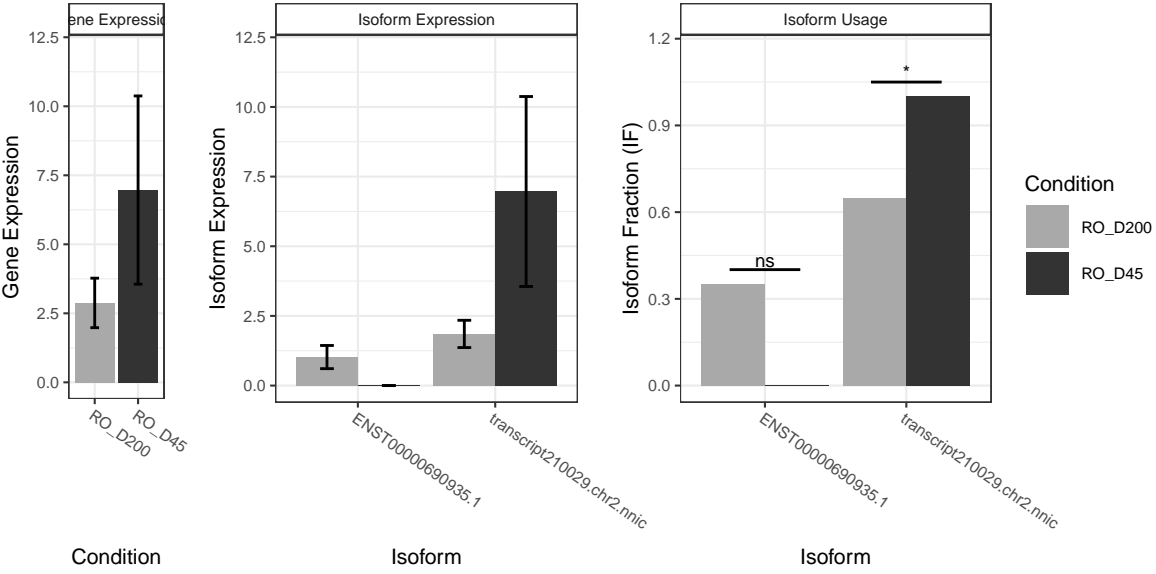 ene Expressio
12.5
10.0
7.5
5.0
2.5
0.0
Gene Expression
RO_D200
RO_D45
Condition
Isoform Expression
12.5
10.0
7.5
5.0
2.5
0.0
Isoform Expression
ENST00000690935.1
transcript210029.chr2.nnic
Isoform
Isoform Usage
1.2
0.9
0.6
0.3
0.0
Isoform Fraction (IF)
ns
*
ENST00000690935.1
transcript210029.chr2.nnic
Isoform
Condition
RO_D200
RO_D45